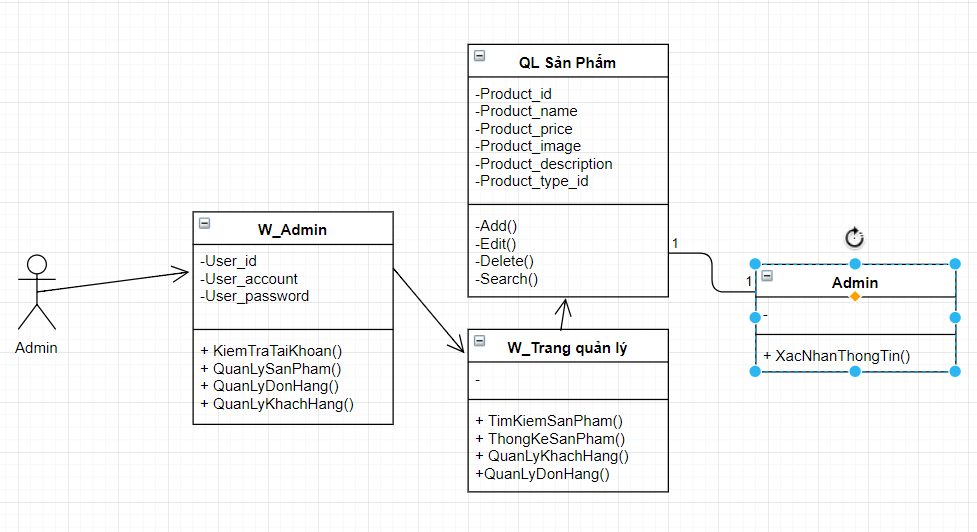 QL Sản Phẩm
-Product_id
-Product_name
-Product_price
-Product_image
-Product_description
-Product_type_id
-Add()
-Edit()
-Delete()
-Search()
1
1
W_Admin
-User_id
-User_account
-User_password
+ KiemTraTaiKhoan()
+ QuanLySanPham()
+ QuanLyDonHang()
+ QuanLyKhachHang()
Admin
Admin
-
+ XacNhanThongTin()
W_Trang quản lý
-
+ TimKiemSanPham()
+ ThongKeSanPham()
+ QuanLyKhachHang()
+QuanLyDonHang()